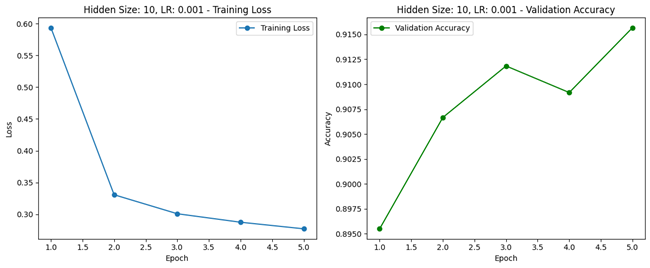 Hidden Size: 10, LR: 0.001 - Training Loss
Training Loss
0.60
0.55
0.50
0.45
0.40
0.35
0.30
Loss
1.0 1.5 2.0 2.5 3.0 3.5 4.0 4.5 5.0
Epoch
Hidden Size: 10, LR: 0.001 - Validation Accuracy
Validation Accuracy
0.9150
0.9125
0.9100
0.9075
0.9050
0.9025
0.9000
0.8975
0.8950
Accuracy
1.0 1.5 2.0 2.5 3.0 3.5 4.0 4.5 5.0
Epoch